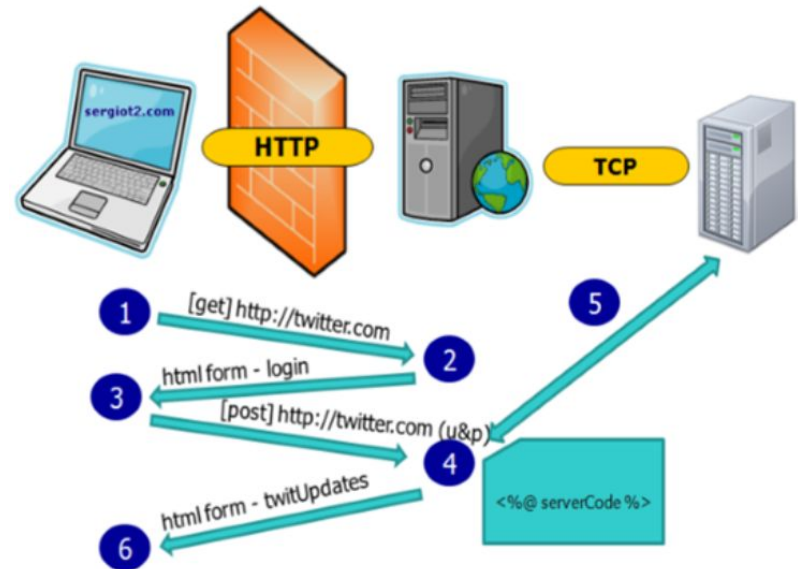 sergiot2.com
HTTP
TCP
1
[get] http://twitter.com
2
html form - login
3
[post] http://twitter.com (u&p)
4
5
<%@ serverCode %>
html form - twitUpdates
6